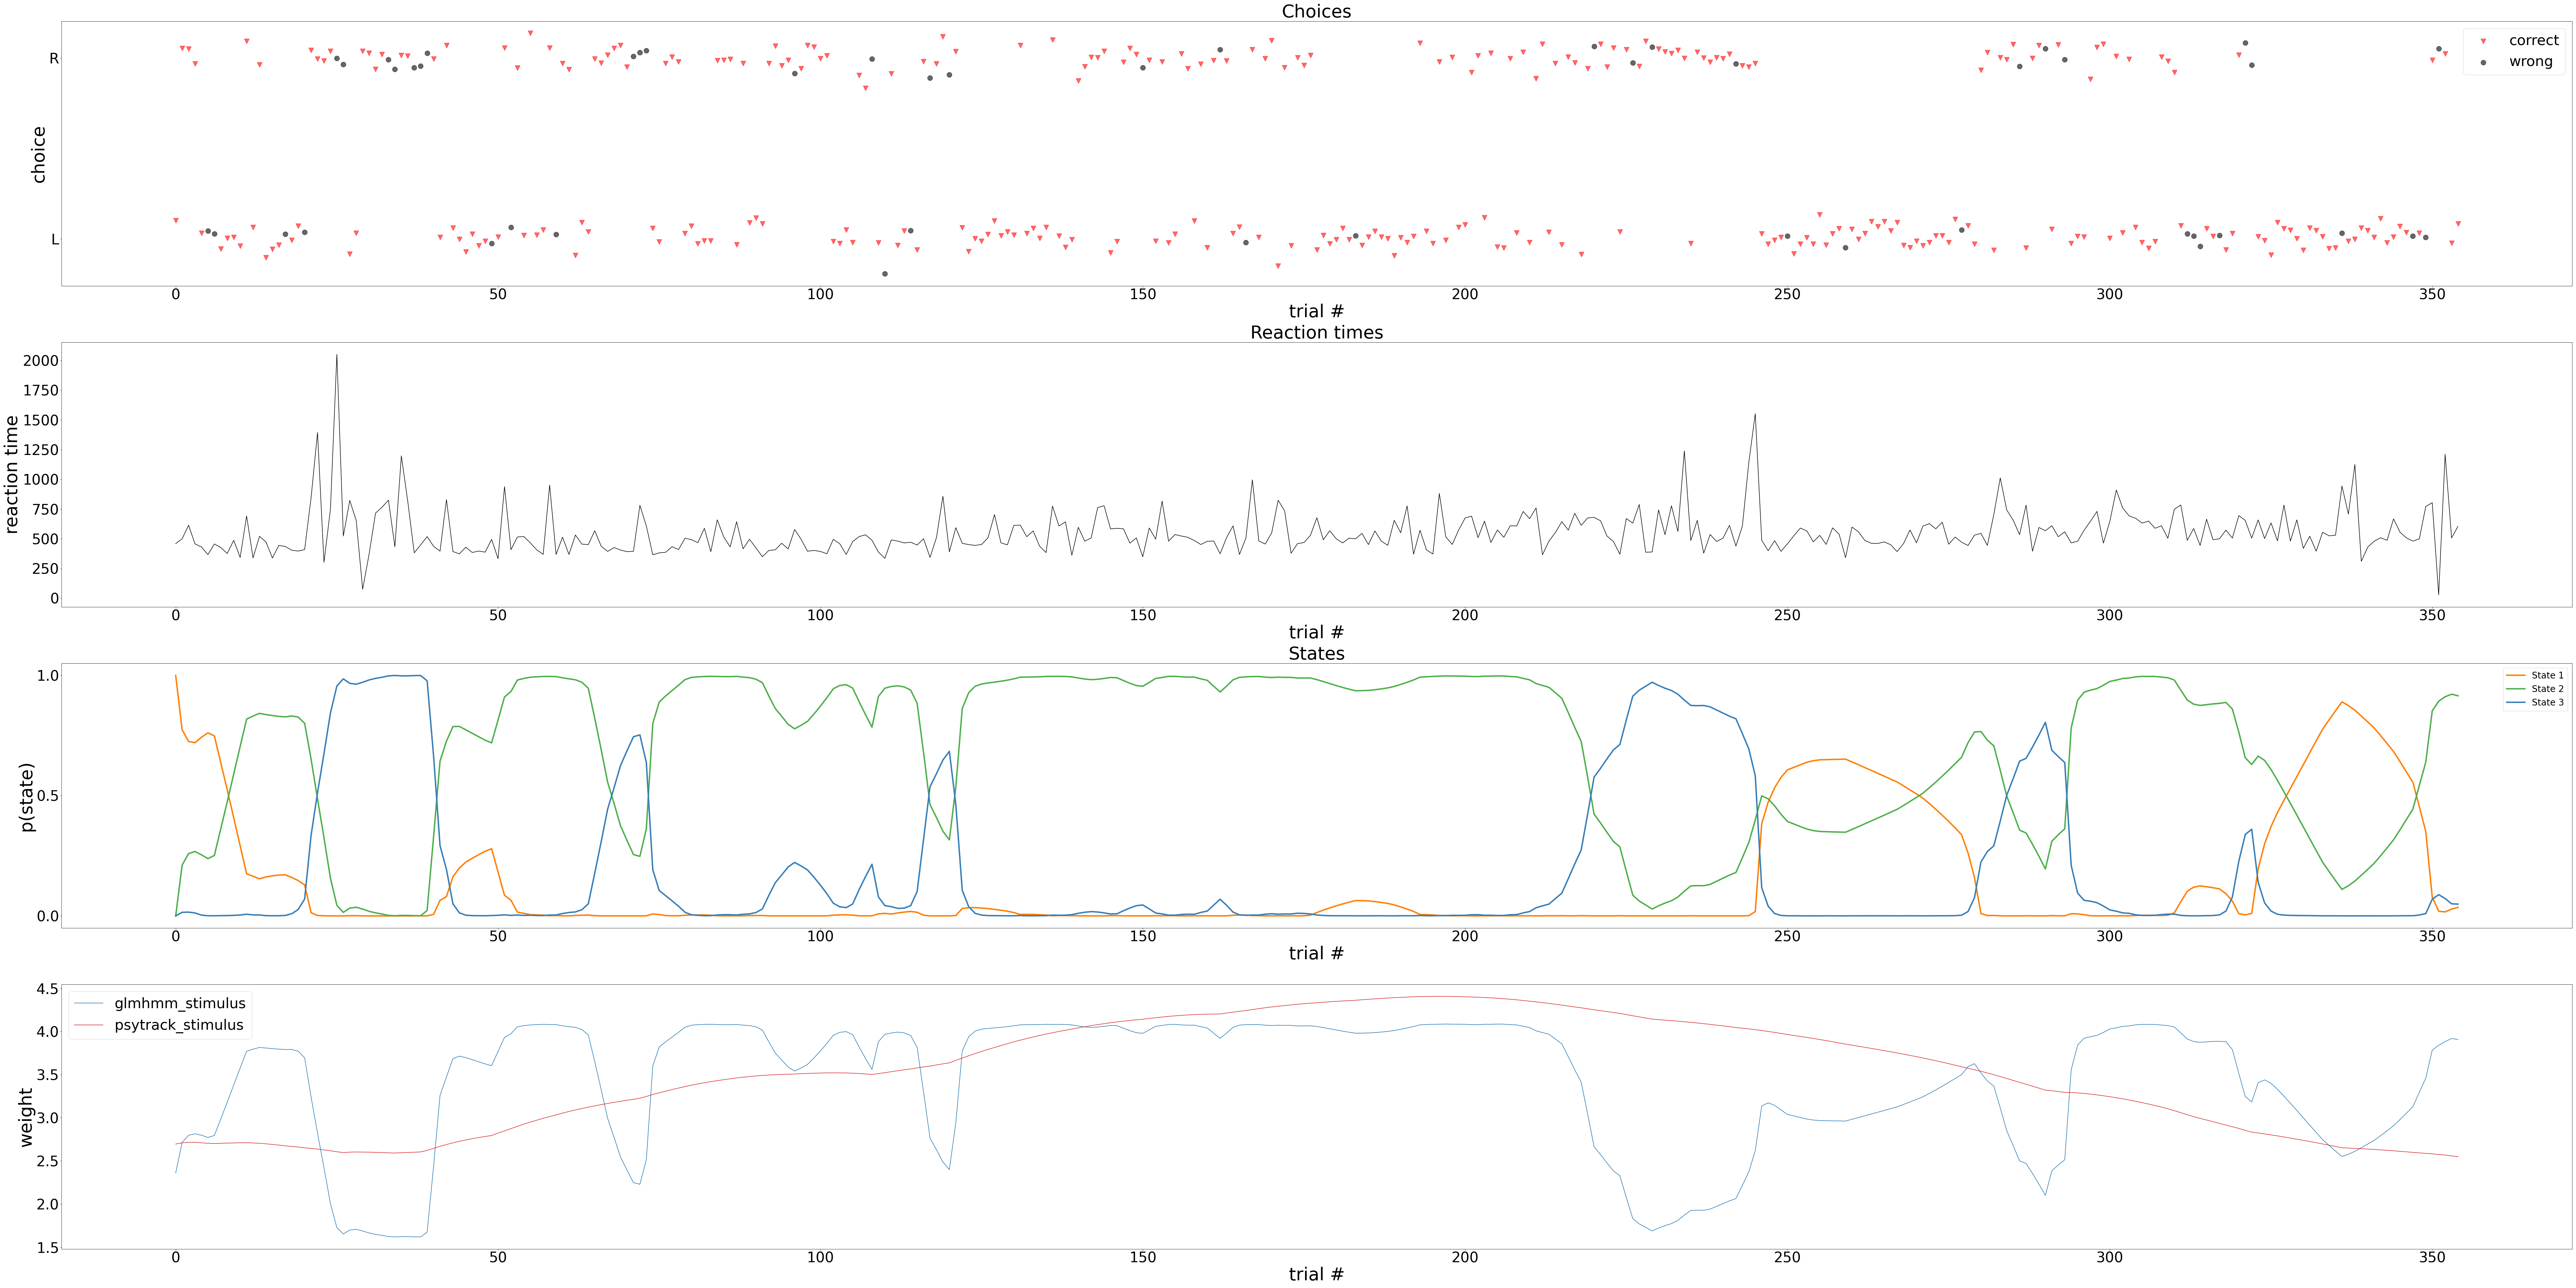 Choices
R
L
choice
correct
wrong
0 50 100 150 200 250 300 350
trial #
Reaction times
2000
1750
1500
1250
1000
750
500
250
0
reaction time
0 50 100 150 200 250 300 350
trial #
States
1.0
0.5
0.0
p(state)
State 1
State 2
State 3
0 50 100 150 200 250 300 350
trial #
4.5
4.0
3.5
3.0
2.5
2.0
1.5
weight
glmhmm_stimulus
psytrack_stimulus
0 50 100 150 200 250 300 350
trial #